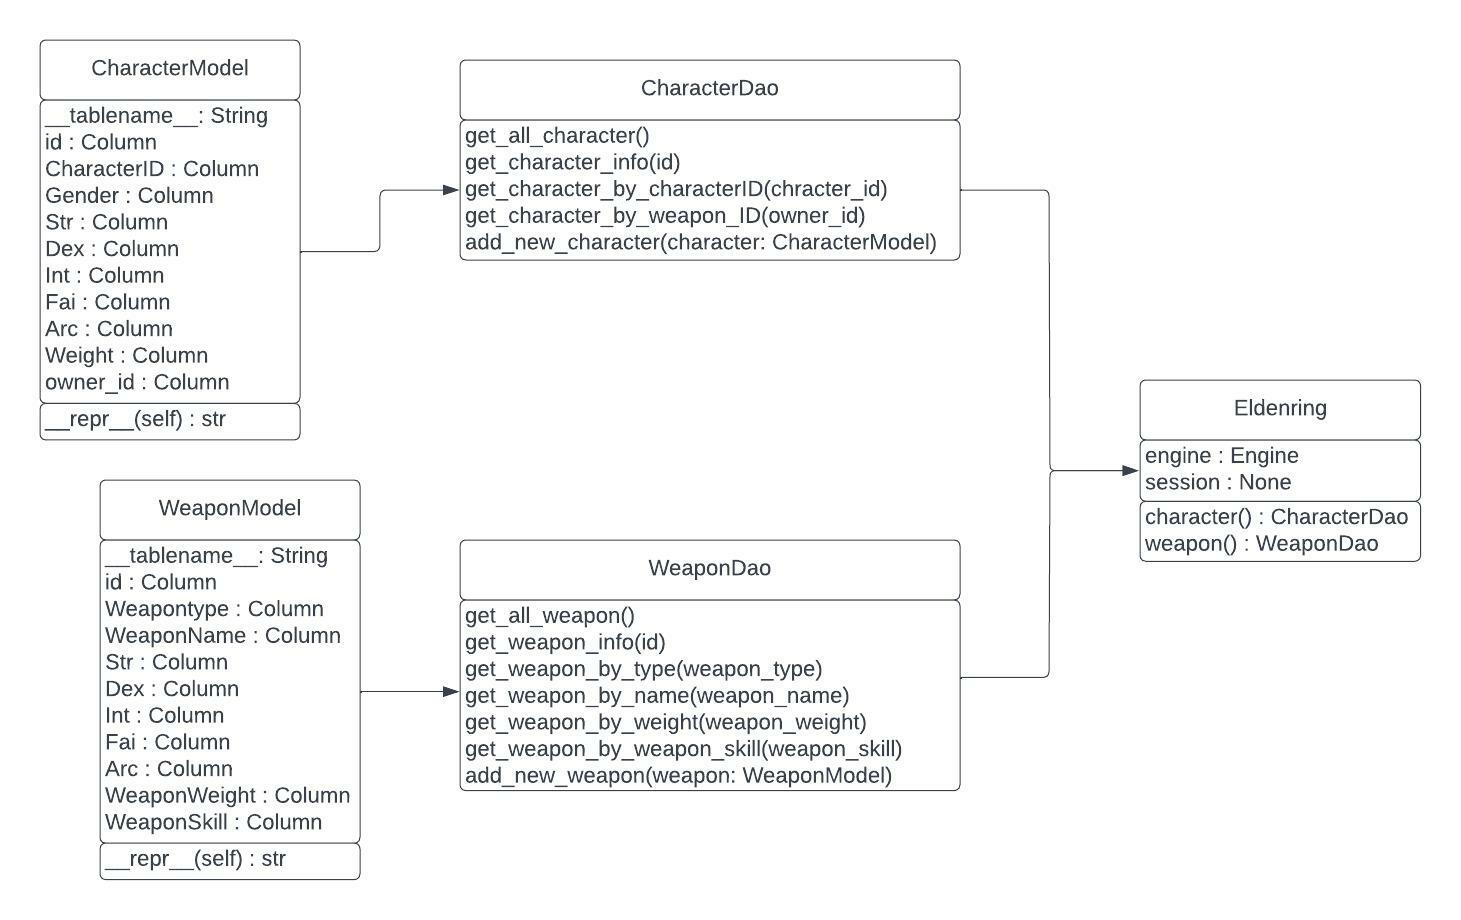 CharacterModel
__tablename__: String
id : Column
CharacterID : Column
Gender : Column
Str : Column
Dex : Column
Int : Column
Fai : Column
Arc : Column
Weight : Column
owner_id : Column
__repr__(self) : str
CharacterDao
get_all_character()
get_character_info(id)
get_character_by_characterID(chracter_id)
get_character_by_weapon_ID(owner_id)
add_new_character(character: CharacterModel)
WeaponModel
__tablename__: String
id : Column
Weapontype : Column
WeaponName : Column
Str : Column
Dex : Column
Int : Column
Fai : Column
Arc : Column
WeaponWeight : Column
WeaponSkill : Column
__repr__(self) : str
WeaponDao
get_all_weapon()
get_weapon_info(id)
get_weapon_by_type(weapon_type)
get_weapon_by_name(weapon_name)
get_weapon_by_weight(weapon_weight)
get_weapon_by_weapon_skill(weapon_skill)
add_new_weapon(weapon: WeaponModel)
Eldenring
engine : Engine
session : None
character() : CharacterDao
weapon() : WeaponDao